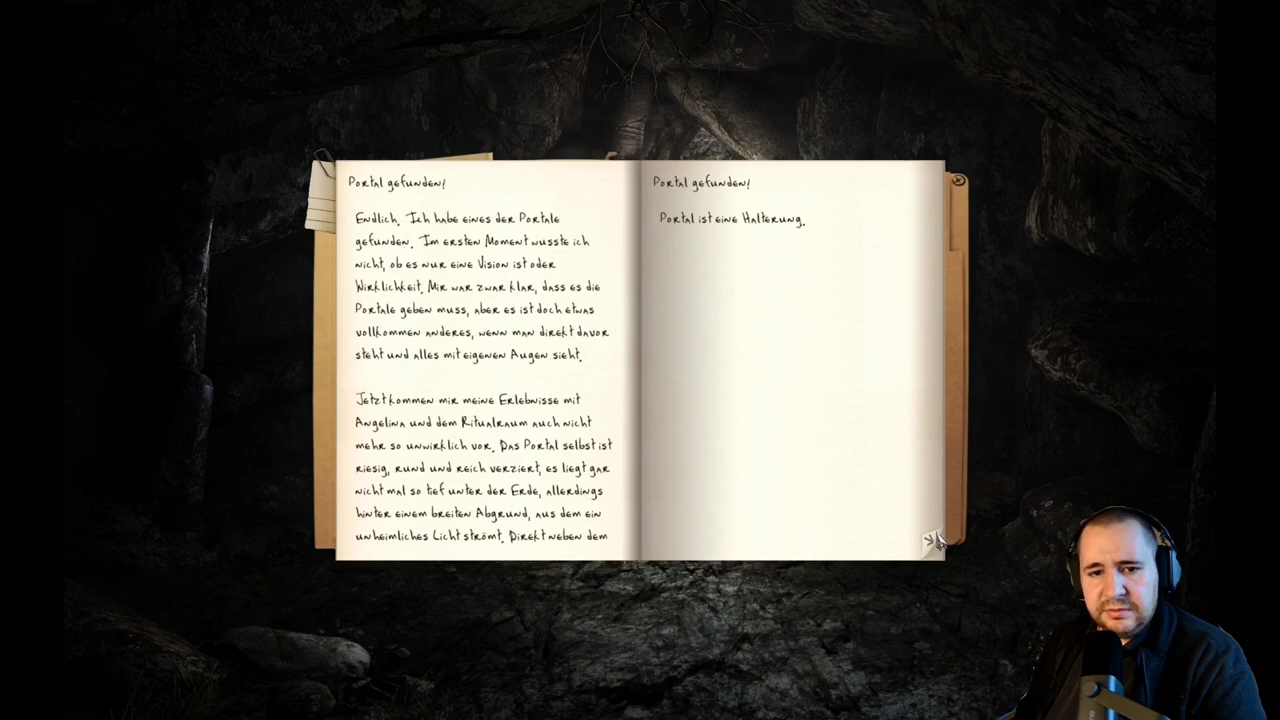 Portal gefunden!
Endlich. Ich habe eines der Portale
gefunden. Im ersten Moment wusste ich
nicht, ob es nur eine Vision ist oder
Wirklichkeit. Mir war zwar klar, dass es die
Portale geben muss, aber es ist doch etwas
vollkommen anderes, wenn man direkt davor
steht und alles mit eigenen Augen sieht.
Jetzt kommen mir meine Erlebnisse mit
Angelina und dem Ritualraum auch nicht
mehr so unwirklich vor. Das Portal selbst ist
riesig, rund und reich verziert, es liegt gar
nicht mal so tief unter der Erde, allerdings
hinter einem breiten Abgrund, aus dem ein
unheimliches Licht strömt. Direkt neben dem
Portal gefunden!
Portal ist eine Halterung.